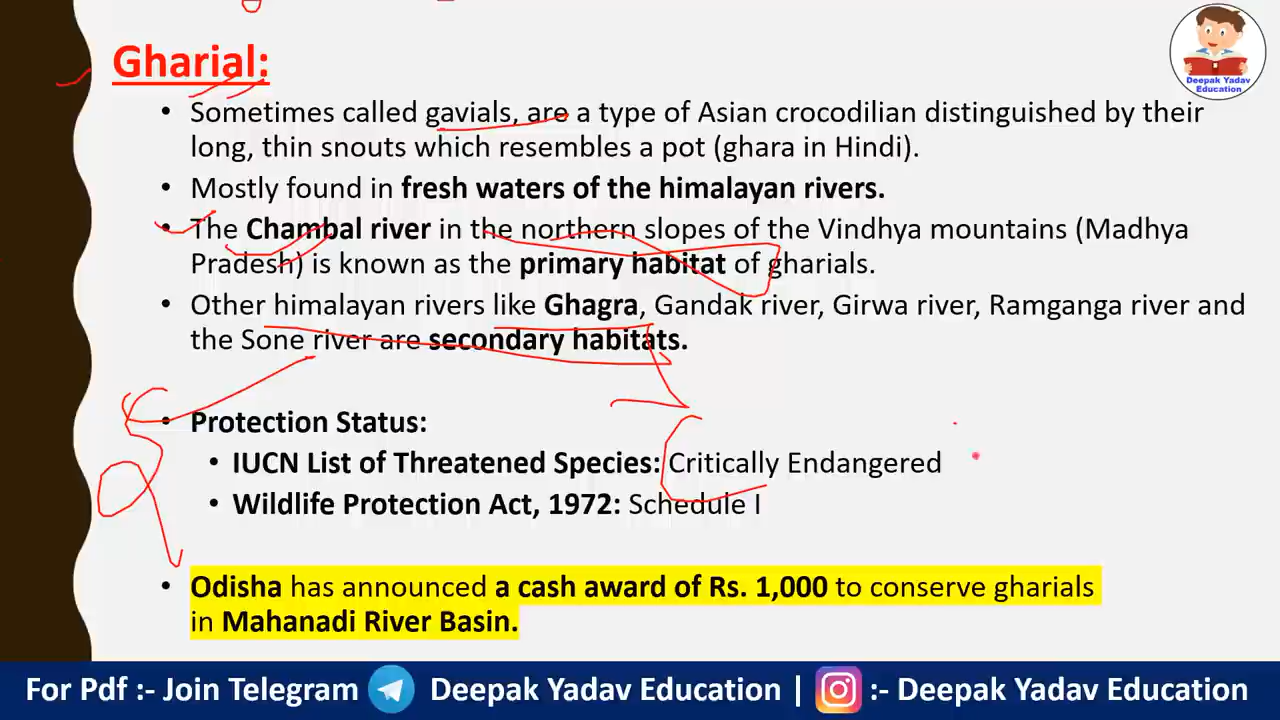 Gharial:
Deepak Yadav
Education
• Sometimes called gavials, are a type of Asian crocodilian distinguished by their
long, thin snouts which resembles a pot (ghara in Hindi).
• Mostly found in fresh waters of the himalayan rivers.
• The Chambal river in the northern slopes of the Vindhya mountains (Madhya
Pradesh) is known as the primary habitat of gharials.
• Other himalayan rivers like Ghagra, Gandak river, Girwa river, Ramganga river and
the Sone river are secondary habitats.
• Protection Status:
• IUCN List of Threatened Species: Critically Endangered
• Wildlife Protection Act, 1972: Schedule I
• Odisha has announced a cash award of Rs. 1,000 to conserve gharials
in Mahanadi River Basin.
For Pdf :- Join Telegram Deepak Yadav Education | :- Deepak Yadav Education